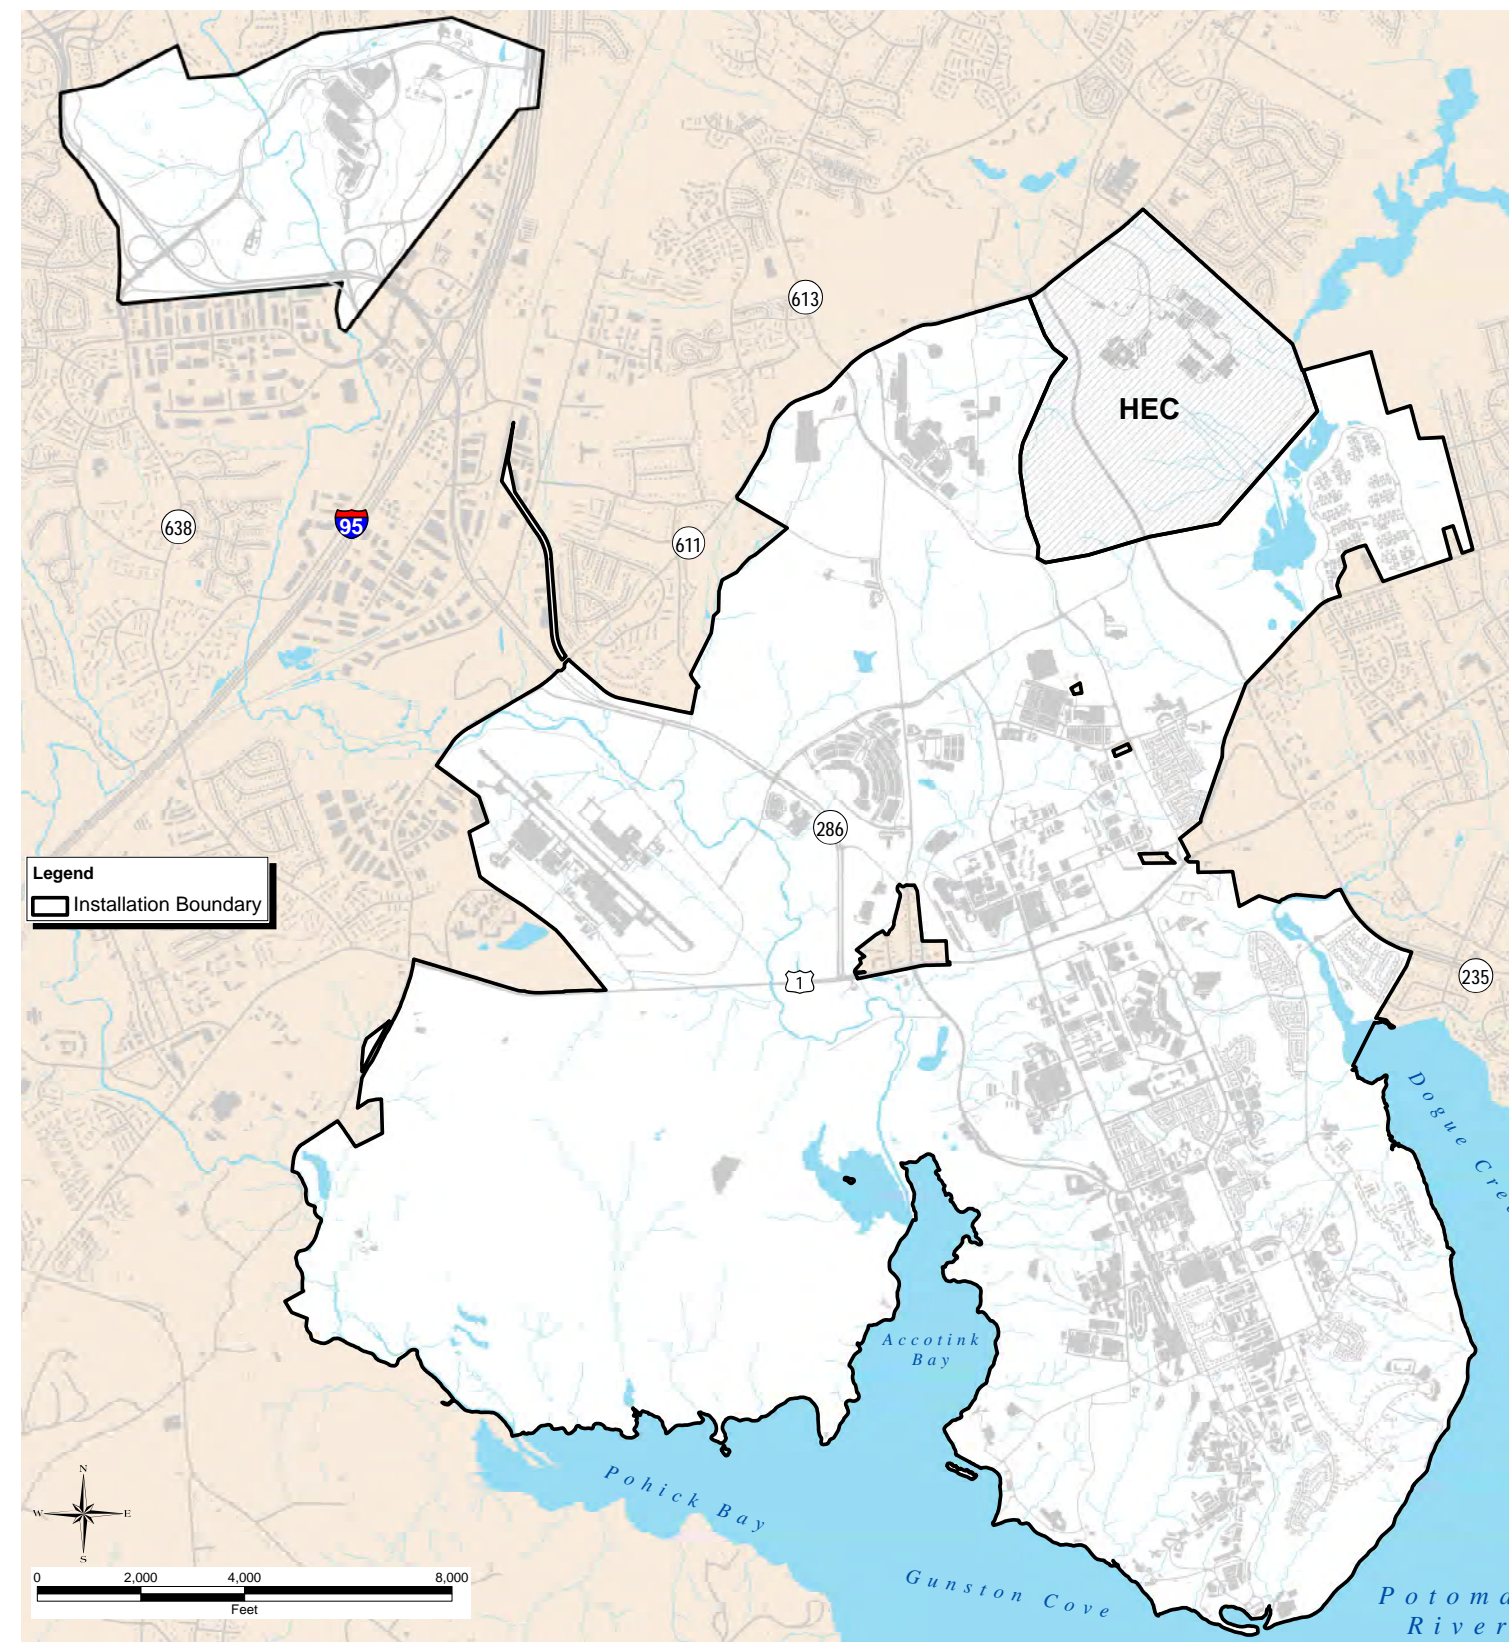 613
HEC
638
95
611
286
Legend
Installation Boundary
1
235
Dogue Cree
Accotink
Bay
Pohick Bay
Gunston Cove
Potoma
River
N
W
E
S
0
2,000
4,000
8,000
Feet